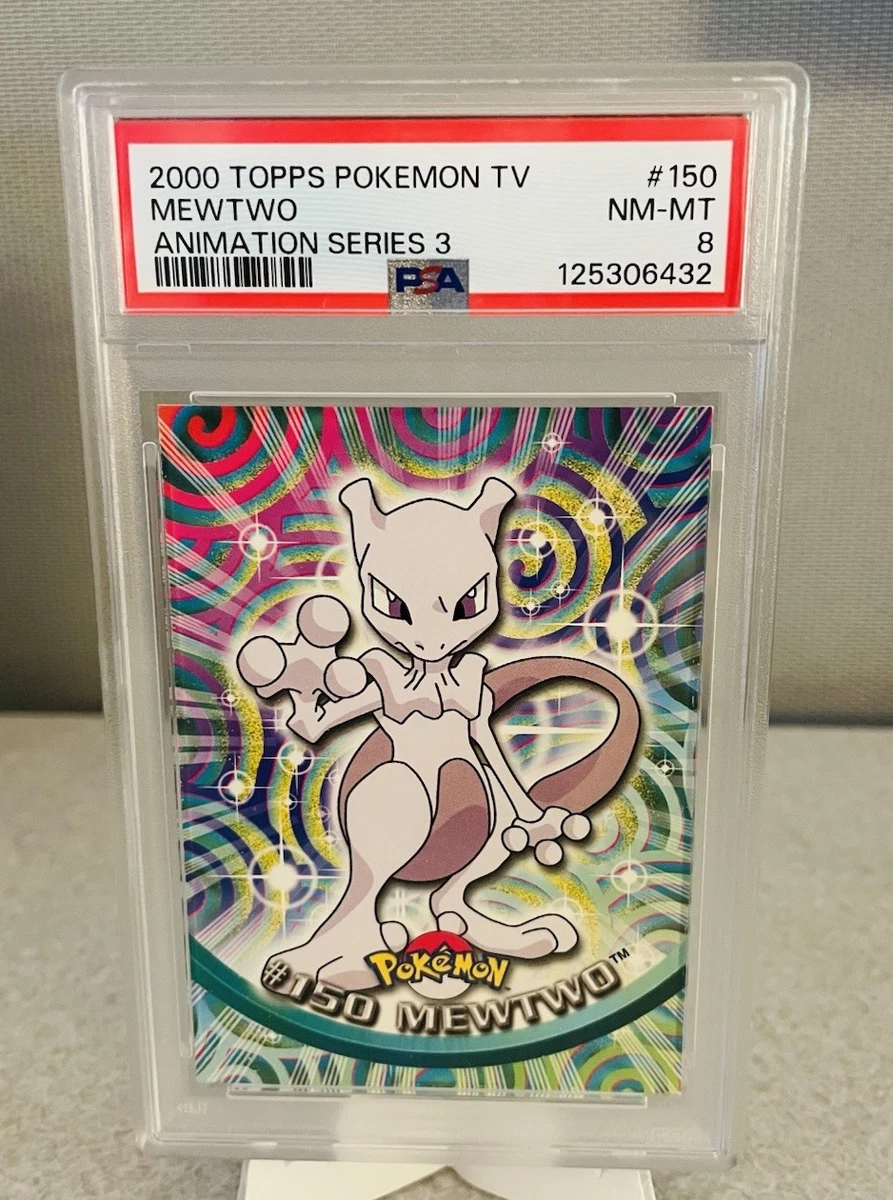 2000 TOPPS POKEMON TV #150
MEWTWO NM-MT
ANIMATION SERIES 3 8
PSA 125306432
POKéMON
#150 MEWTWO™